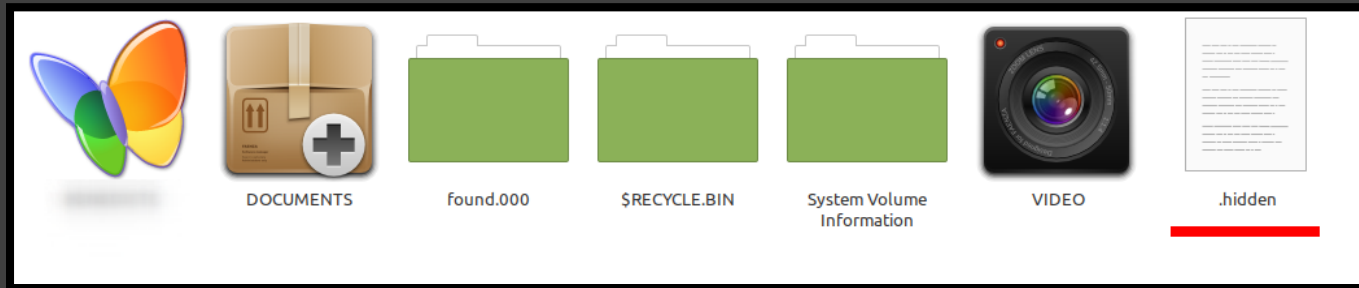 DOCUMENTS
found.000
$RECYCLE.BIN
System Volume
Information
VIDEO
.hidden